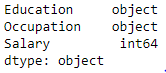 Education     object
Occupation    object
Salary         int64
dtype: object